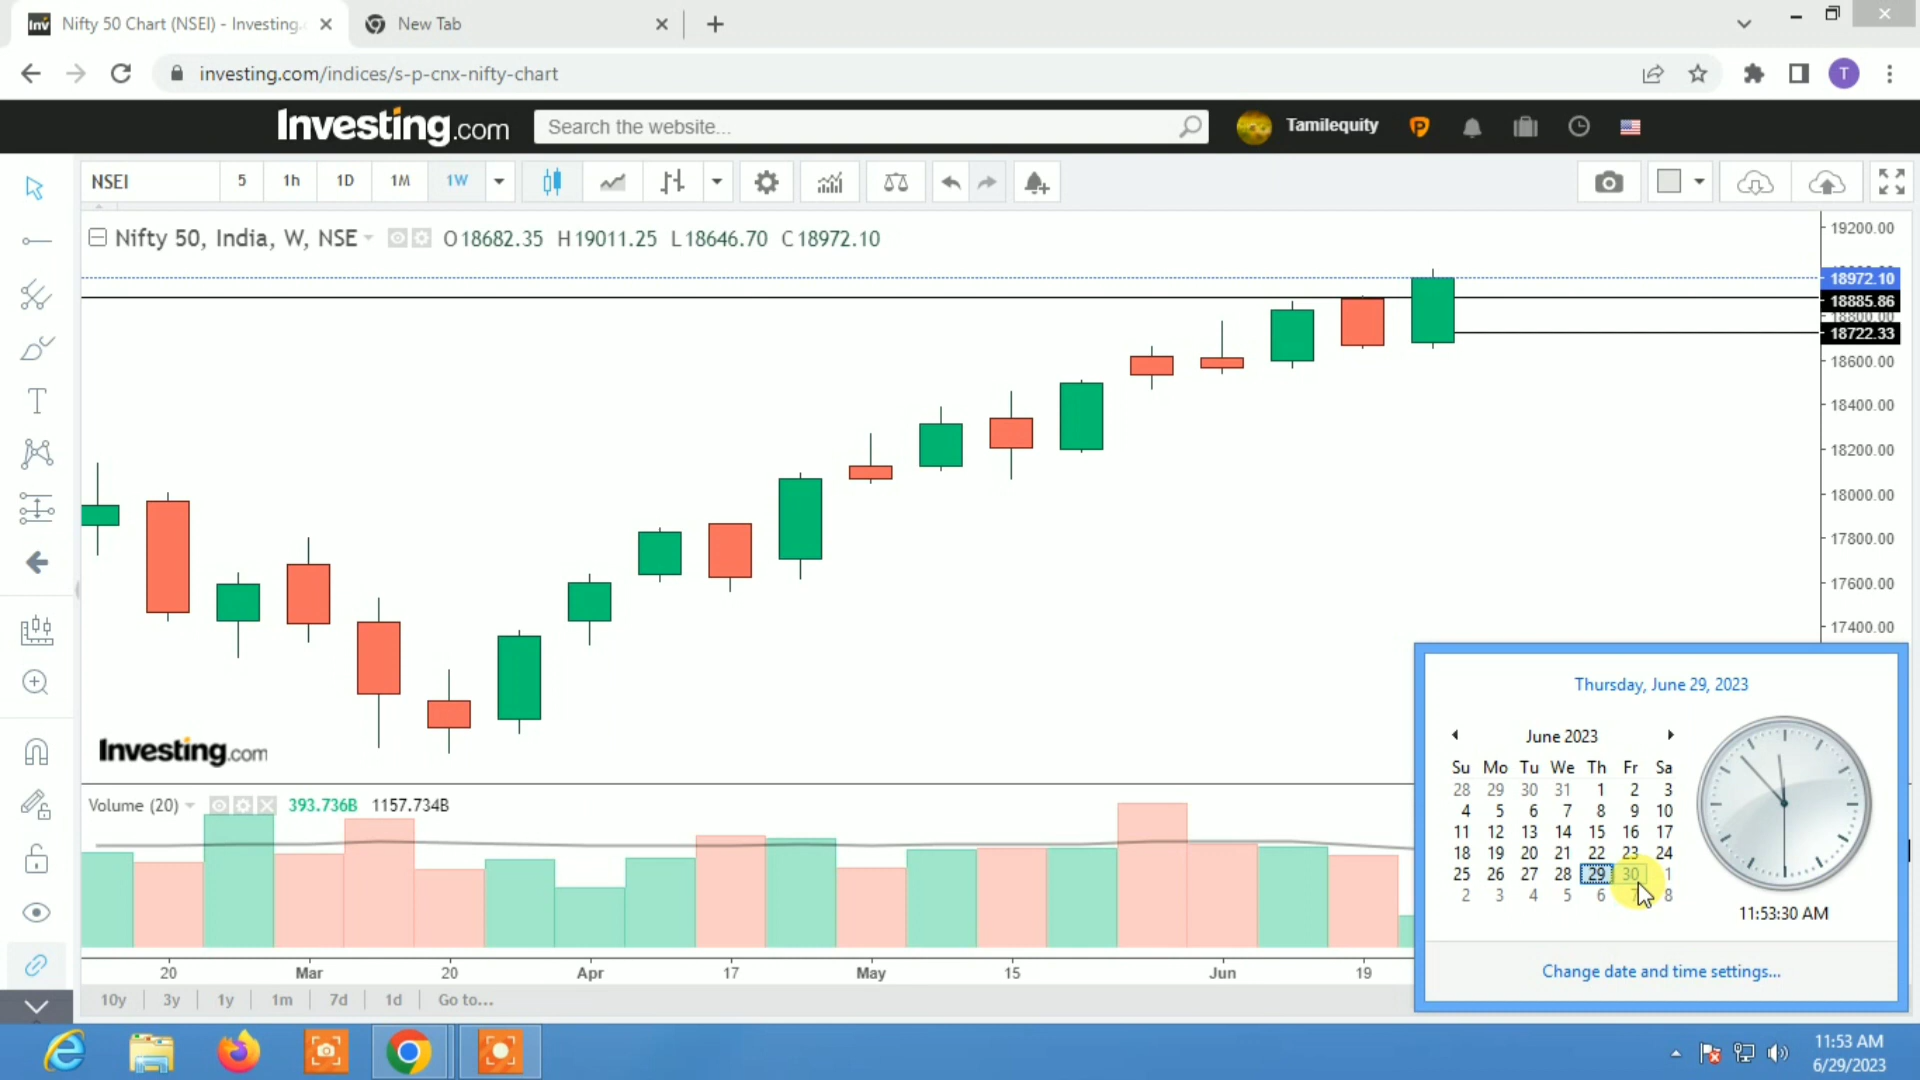 Nifty 50 Chart (NSEI) - Investing.c
New Tab
investing.com/indices/s-p-cnx-nifty-chart
T
Investing.com
Search the website...
Tamilequity
P
NSEI
5
1h
1D
1M
1W
Nifty 50, India, W, NSE
O18682.35 H19011.25 L18646.70 C18972.10
19200.00
18972.10
18885.86
18800.00
18722.33
18600.00
18400.00
18200.00
18000.00
17800.00
17600.00
17400.00
Investing.com
Volume (20)
393.736B 1157.734B
20 Mar 20 Apr 17 May 15 Jun 19
10y 3y 1y 1m 7d 1d Go to...
Thursday, June 29, 2023
June 2023
Su Mo Tu We Th Fr Sa
28 29 30 31 1 2 3
4 5 6 7 8 9 10
11 12 13 14 15 16 17
18 19 20 21 22 23 24
25 26 27 28 29 30 1
2 3 4 5 6 7 8
11:53:30 AM
Change date and time settings...
11:53 AM
6/29/2023